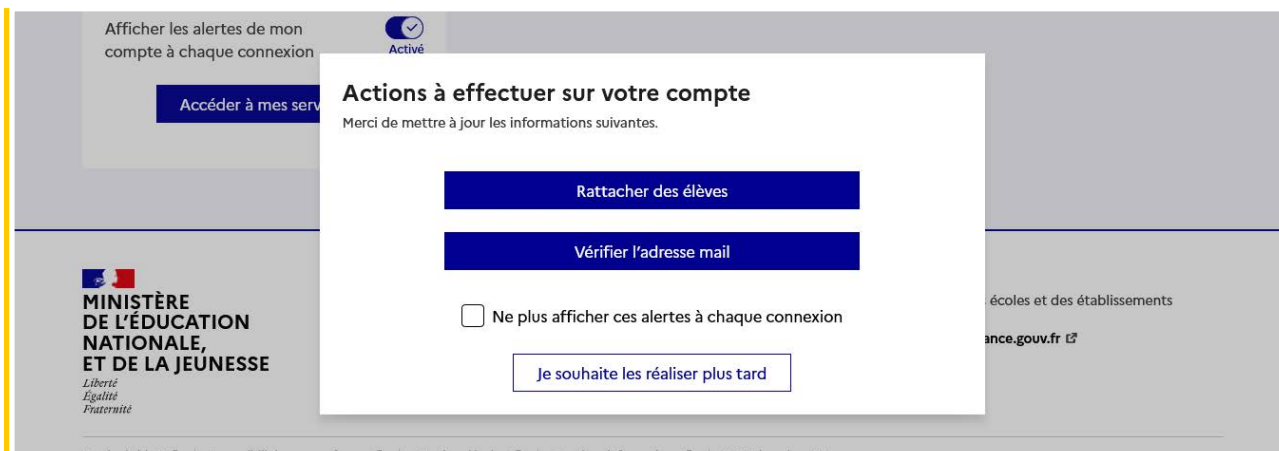 Afficher les alertes de mon
compte à chaque connexion
Activé
Accéder à mes serv
Actions à effectuer sur votre compte
Merci de mettre à jour les informations suivantes.
Rattacher des élèves
Vérifier l'adresse mail
Ne plus afficher ces alertes à chaque connexion
Je souhaite les réaliser plus tard
MINISTÈRE
DE L'ÉDUCATION
NATIONALE,
ET DE LA JEUNESSE
Liberté
Égalité
Fraternité
écoles et des établissements
ance.gouv.fr